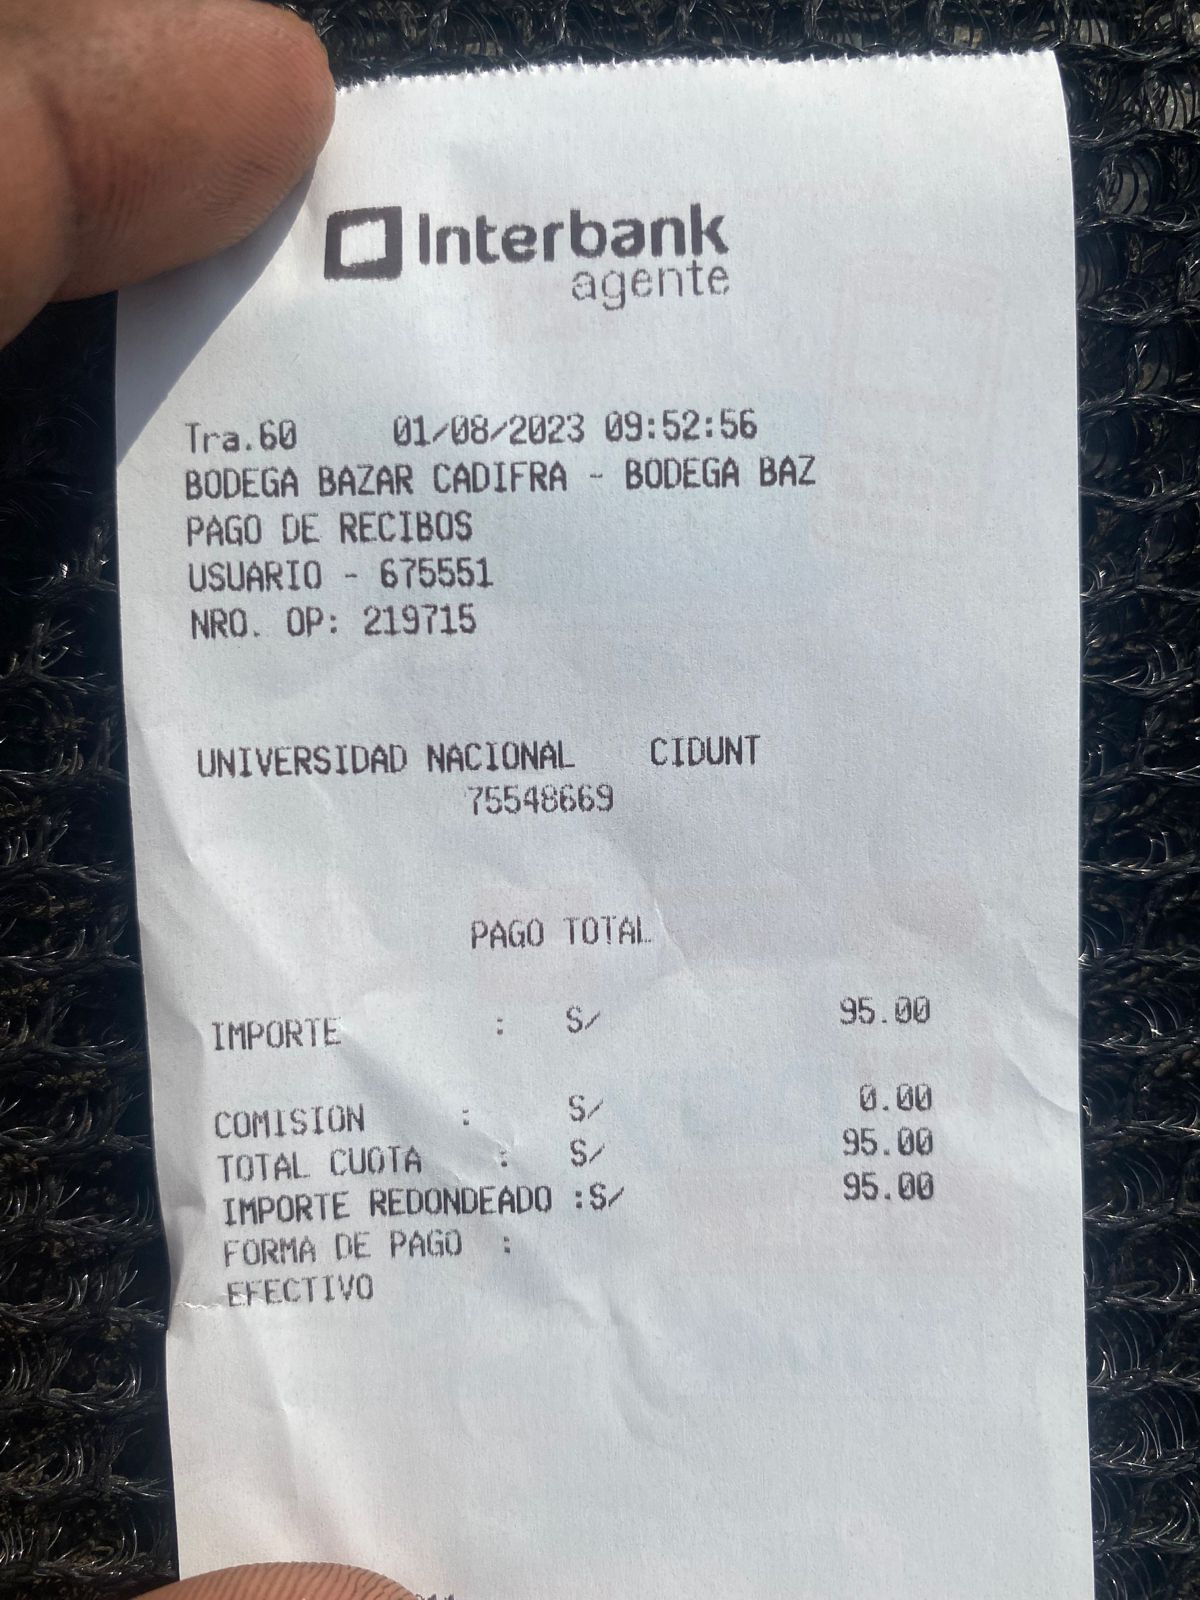 Interbank
agente
Tra.60 01/08/2023 09:52:56
BODEGA BAZAR CADIFRA - BODEGA BAZ
PAGO DE RECIBOS
USUARIO - 675551
NRO. OP: 219715
UNIVERSIDAD NACIONAL CIDUNT
75548669
PAGO TOTAL
IMPORTE : S/ 95.00
COMISION : S/ 0.00
TOTAL CUOTA : S/ 95.00
IMPORTE REDONDEADO :S/ 95.00
FORMA DE PAGO :
EFECTIVO